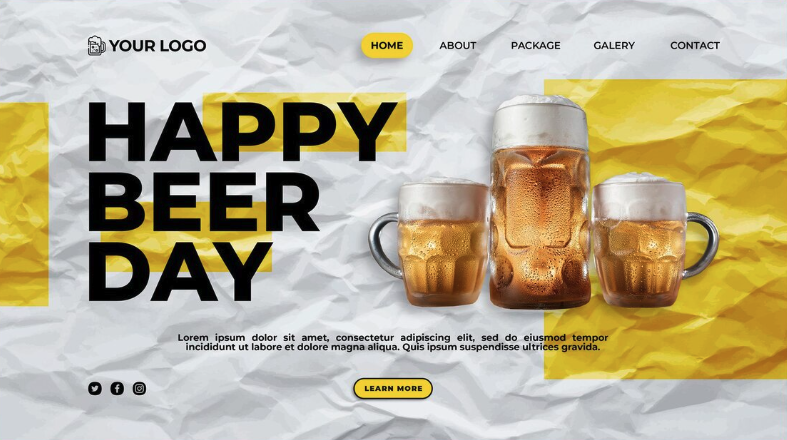 YOUR LOGO
HOME
ABOUT
PACKAGE
GALERY
CONTACT
HAPPY
BEER
DAY
Lorem ipsum dolor sit amet, consectetur adipiscing elit, sed do eiusmod tempor
incididunt ut labore et dolore magna aliqua. Quis ipsum suspendisse ultrices gravida.
LEARN MORE